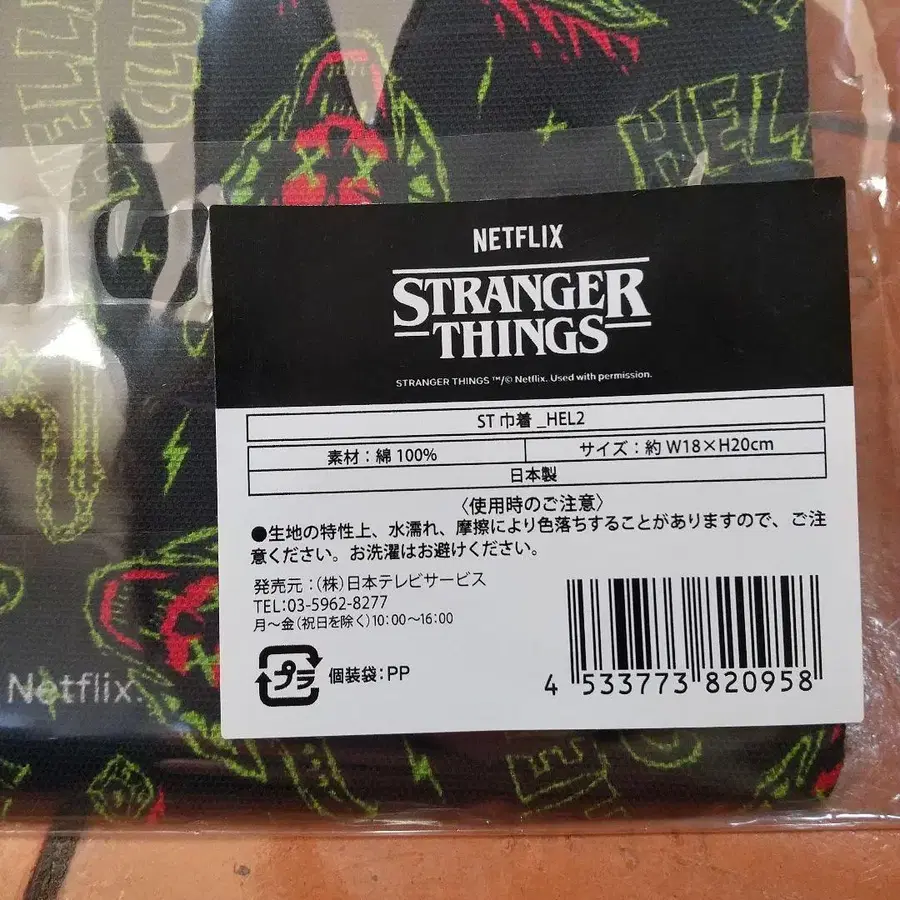 HELL
CLU
HEL
NETFLIX
STRANGER
THINGS
STRANGER THINGS ™/© Netflix. Used with permission.
ST 巾着 _HEL2
素材：綿 100%
サイズ：約 W18×H20cm
日本製
〈使用時のご注意〉
●生地の特性上、水濡れ、摩擦により色落ちすることがありますので、ご注
意ください。お洗濯はお避けください。
発売元：(株)日本テレビサービス
TEL:03-5962-8277
月～金(祝日を除く)10:00～16:00
プラ
個装袋：PP
4 533773 820958
Netflix.